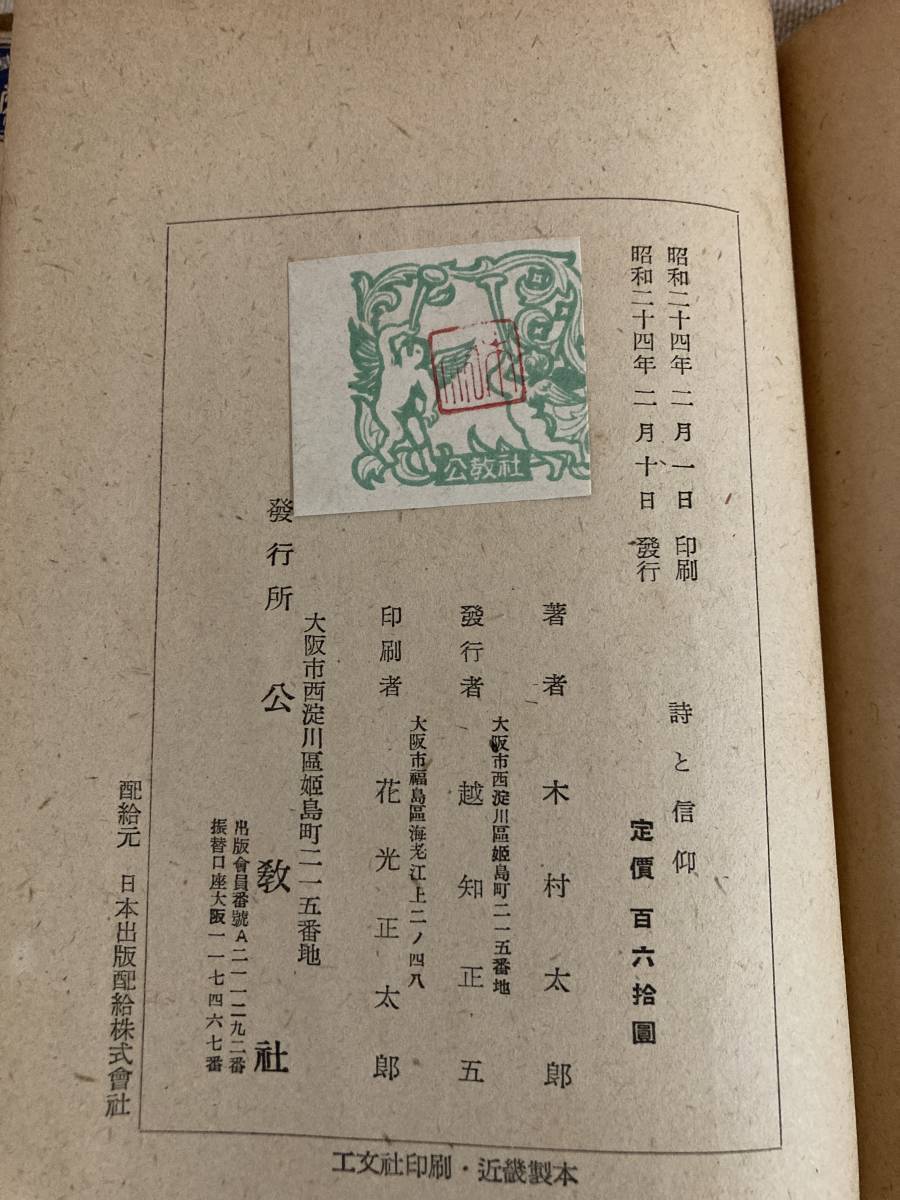 昭和二十四年二月一日 印刷
昭和二十四年二月十日 發行
詩と信仰
定價 百六拾圓
著者 木村太郎
大阪市西淀川區姬島町二一五番地
發行者 越知正五
大阪市福島區海老江上二ノ四八
印刷者 花光正太郎
大阪市西淀川區姬島町二一五番地
發行所 公敎社
出版會員番號A二一一二九二番
振替口座大阪一一七四六七番
配給元 日本出版配給株式會社
公敎社
工文社印刷・近畿製本